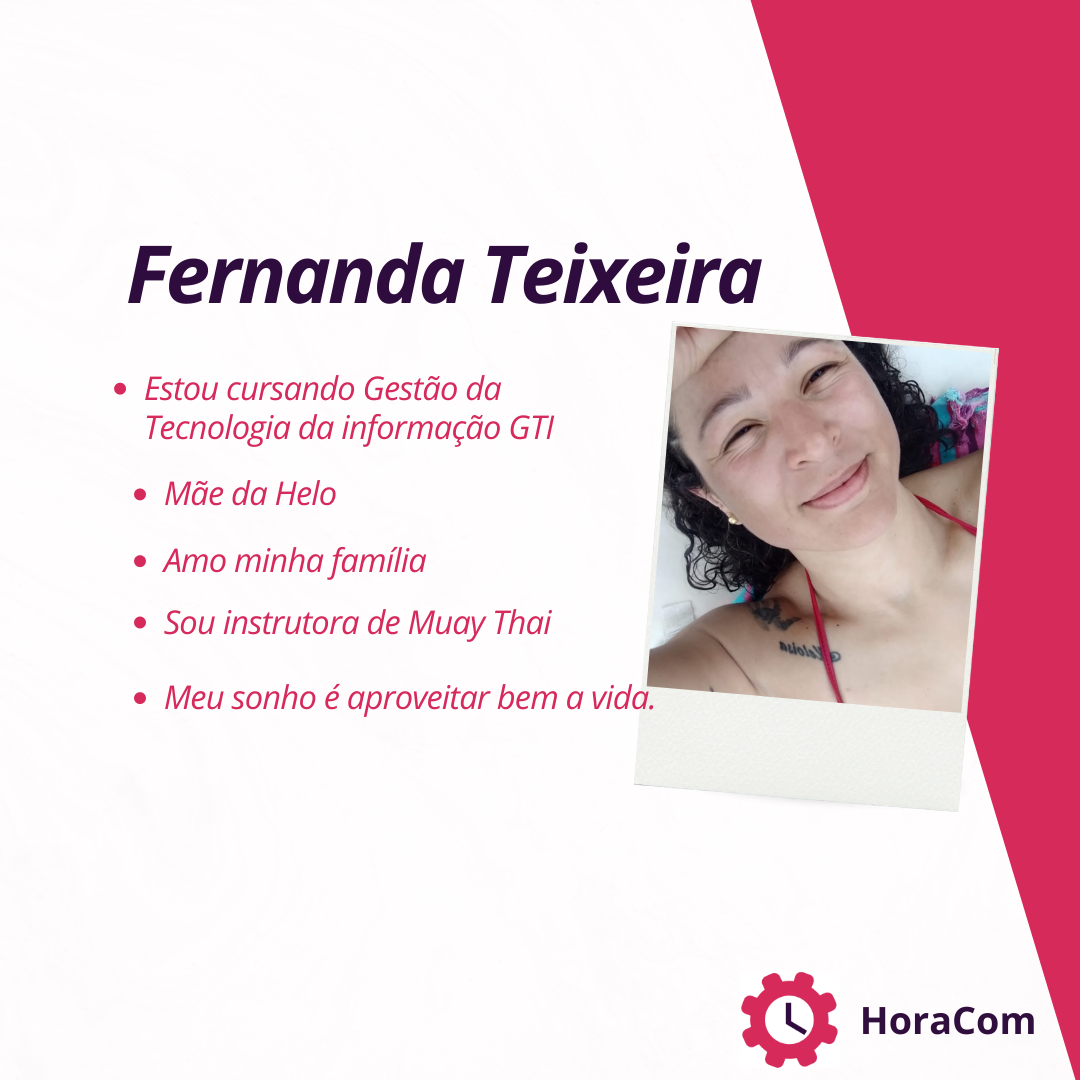 Fernanda Teixeira
Estou cursando Gestão da
Tecnologia da informação GTI
Mãe da Helo
Amo minha família
Sou instrutora de Muay Thai
Meu sonho é aproveitar bem a vida.
Heloisa
HoraCom